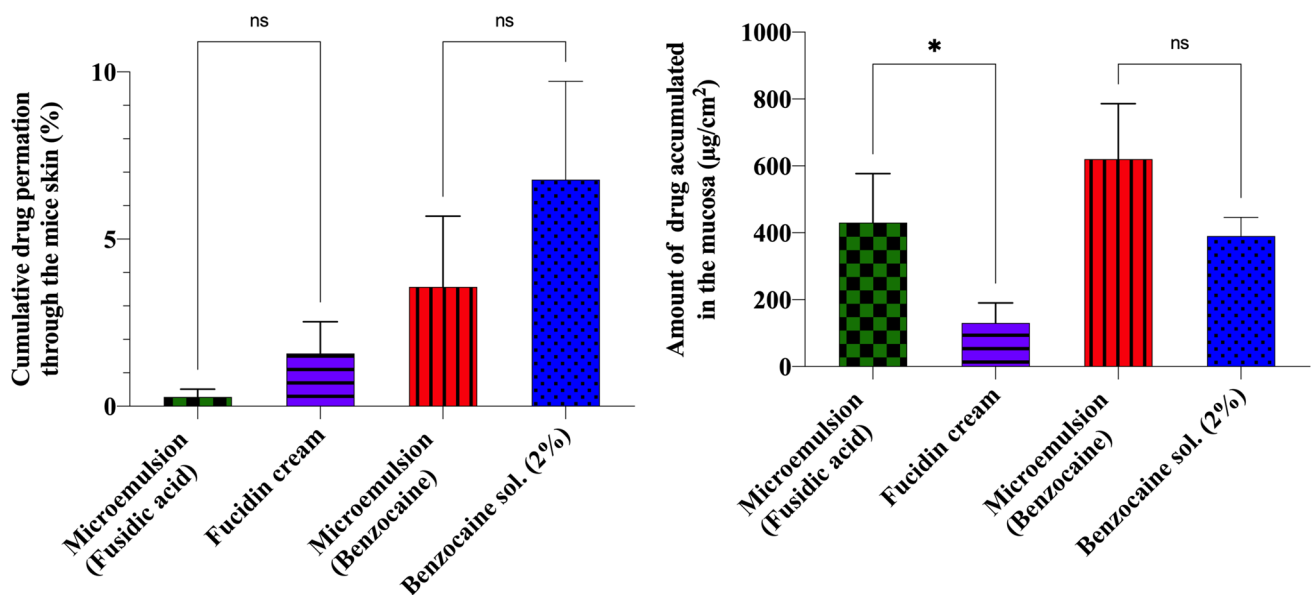 ns
ns
Cumulative drug permation
through the mice skin (%)
10
5
0
Microemulsion
(Fusidic acid)
Fucidin cream
Microemulsion
(Benzocaine)
Benzocaine sol. (2%)
*
ns
Amount of drug accumulated
in the mucosa (µg/cm²)
1000
800
600
400
200
0
Microemulsion
(Fusidic acid)
Fucidin cream
Microemulsion
(Benzocaine)
Benzocaine sol. (2%)